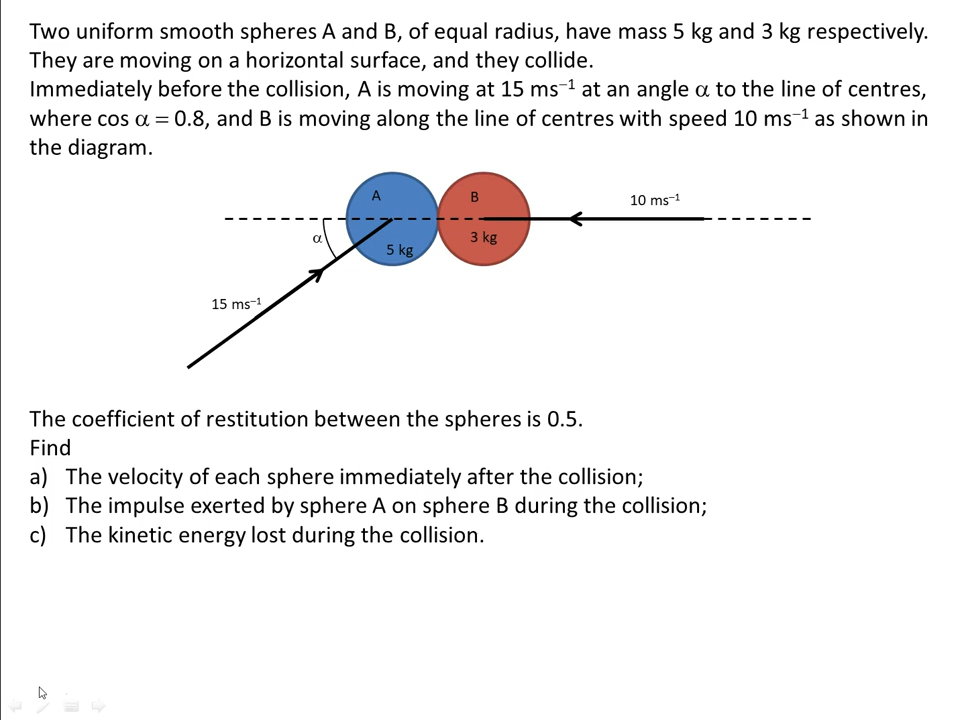 Two uniform smooth spheres A and B, of equal radius, have mass 5 kg and 3 kg respectively.
They are moving on a horizontal surface, and they collide.
Immediately before the collision, A is moving at 15 ms⁻¹ at an angle α to the line of centres,
where cos α = 0.8, and B is moving along the line of centres with speed 10 ms⁻¹ as shown in
the diagram.
A
B
10 ms⁻¹
α
5 kg
3 kg
15 ms⁻¹
The coefficient of restitution between the spheres is 0.5.
Find
a) The velocity of each sphere immediately after the collision;
b) The impulse exerted by sphere A on sphere B during the collision;
c) The kinetic energy lost during the collision.